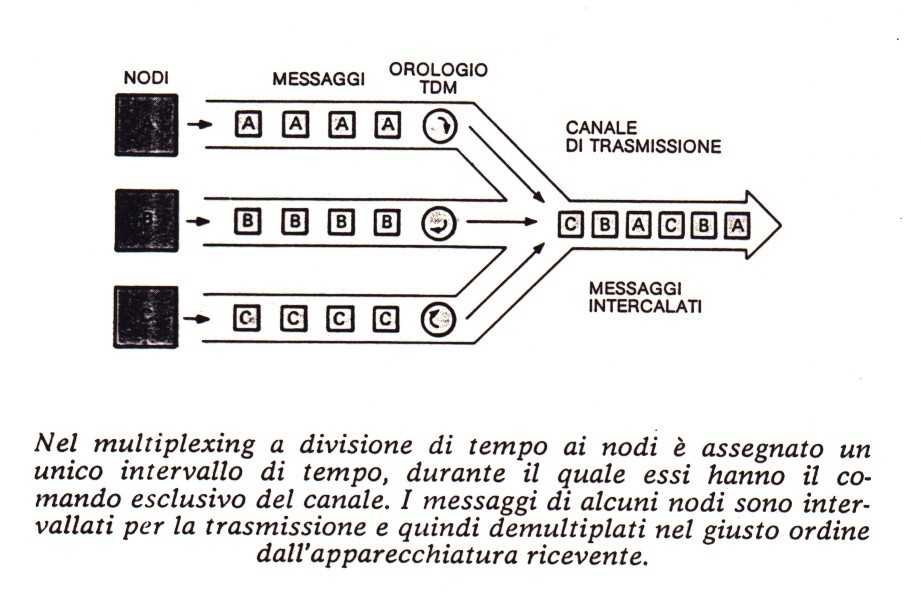 NODI
MESSAGGI
OROLOGIO
TDM
A A A A
CANALE
DI TRASMISSIONE
B
B B B B
C B A C B A
MESSAGGI
INTERCALATI
C C C C
Nel multiplexing a divisione di tempo ai nodi è assegnato un
unico intervallo di tempo, durante il quale essi hanno il co-
mando esclusivo del canale. I messaggi di alcuni nodi sono inter-
vallati per la trasmissione e quindi demultiplati nel giusto ordine
dall'apparecchiatura ricevente.